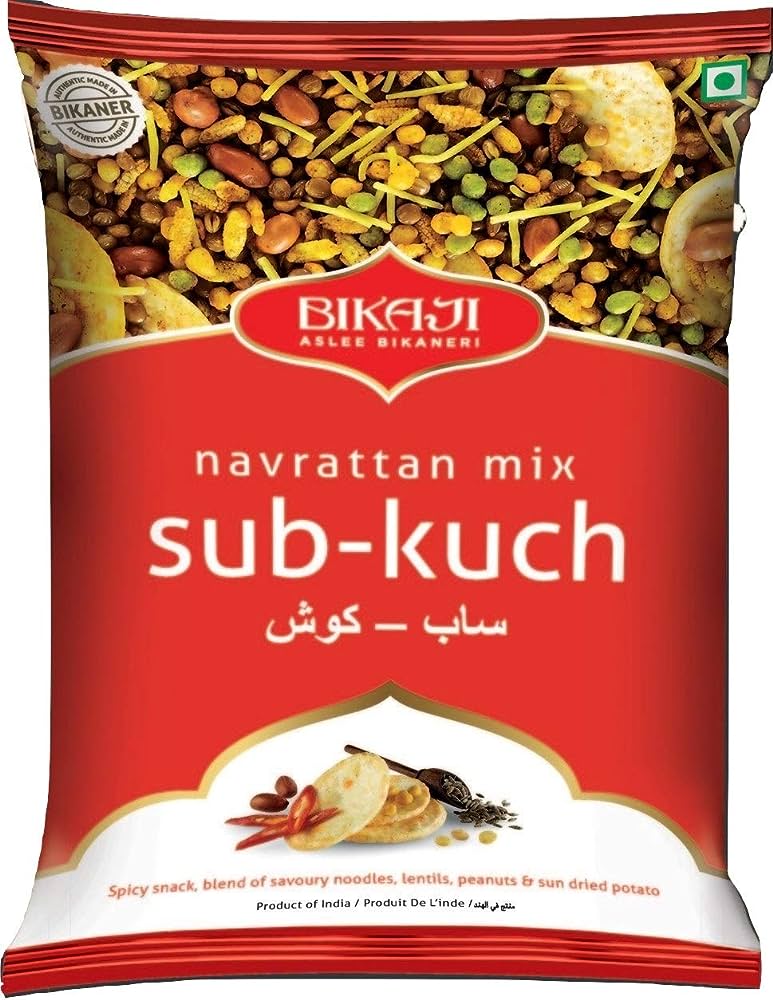 AUTHENTIC MADE IN
BIKANER
AUTHENTIC MADE IN
BIKAJI
ASLEE BIKANERI
navrattan mix
sub-kuch
ساب – كوش
Spicy snack, blend of savoury noodles, lentils, peanuts & sun dried potato
Product of India / Produit De L'inde / منتج في الهند